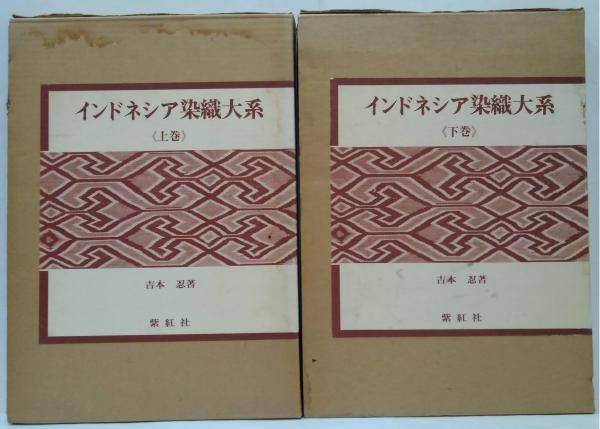 インドネシア染織大系
《上巻》
吉本 忍著
紫紅社
インドネシア染織大系
《下巻》
吉本 忍著
紫紅社